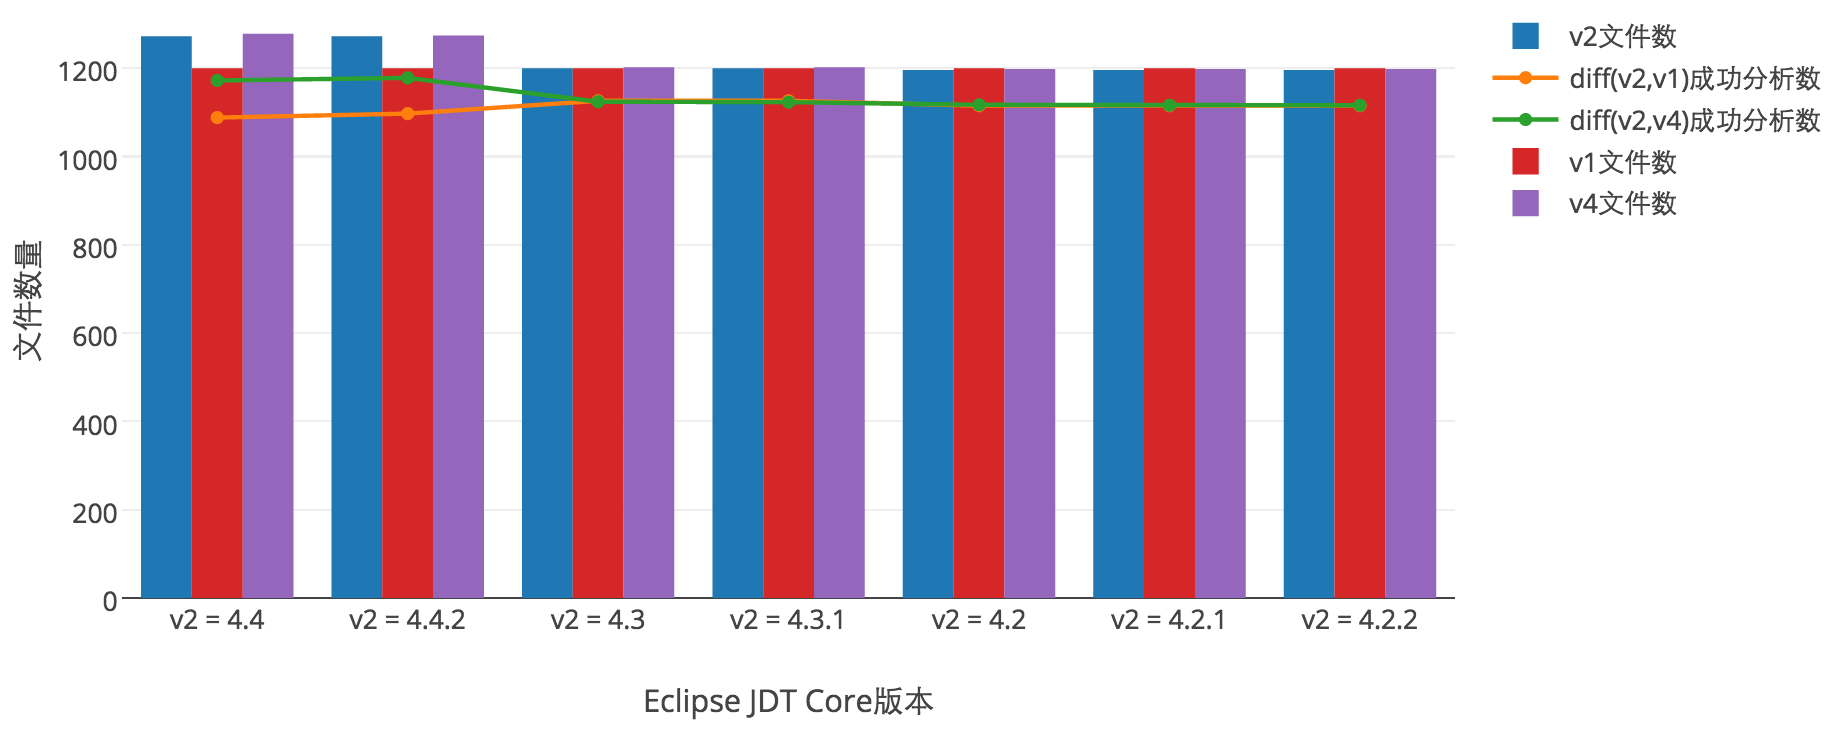 v2文件数
diff(v2,v1)成功分析数
diff(v2,v4)成功分析数
v1文件数
v4文件数
文件数量
1200
1000
800
600
400
200
0
v2 = 4.4
v2 = 4.4.2
v2 = 4.3
v2 = 4.3.1
v2 = 4.2
v2 = 4.2.1
v2 = 4.2.2
Eclipse JDT Core版本